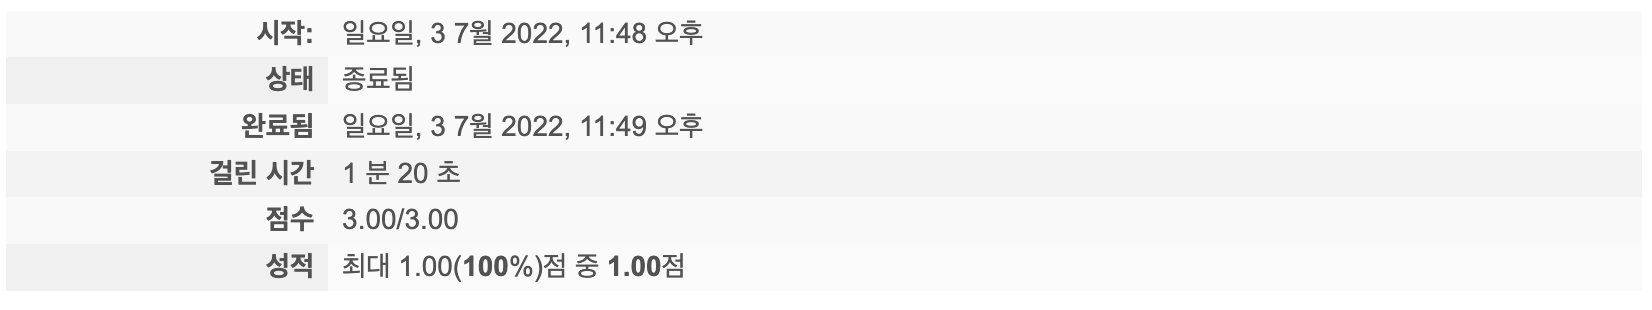 시작: 일요일, 3 7월 2022, 11:48 오후
상태 종료됨
완료됨 일요일, 3 7월 2022, 11:49 오후
걸린 시간 1 분 20 초
점수 3.00/3.00
성적 최대 1.00(100%)점 중 1.00점